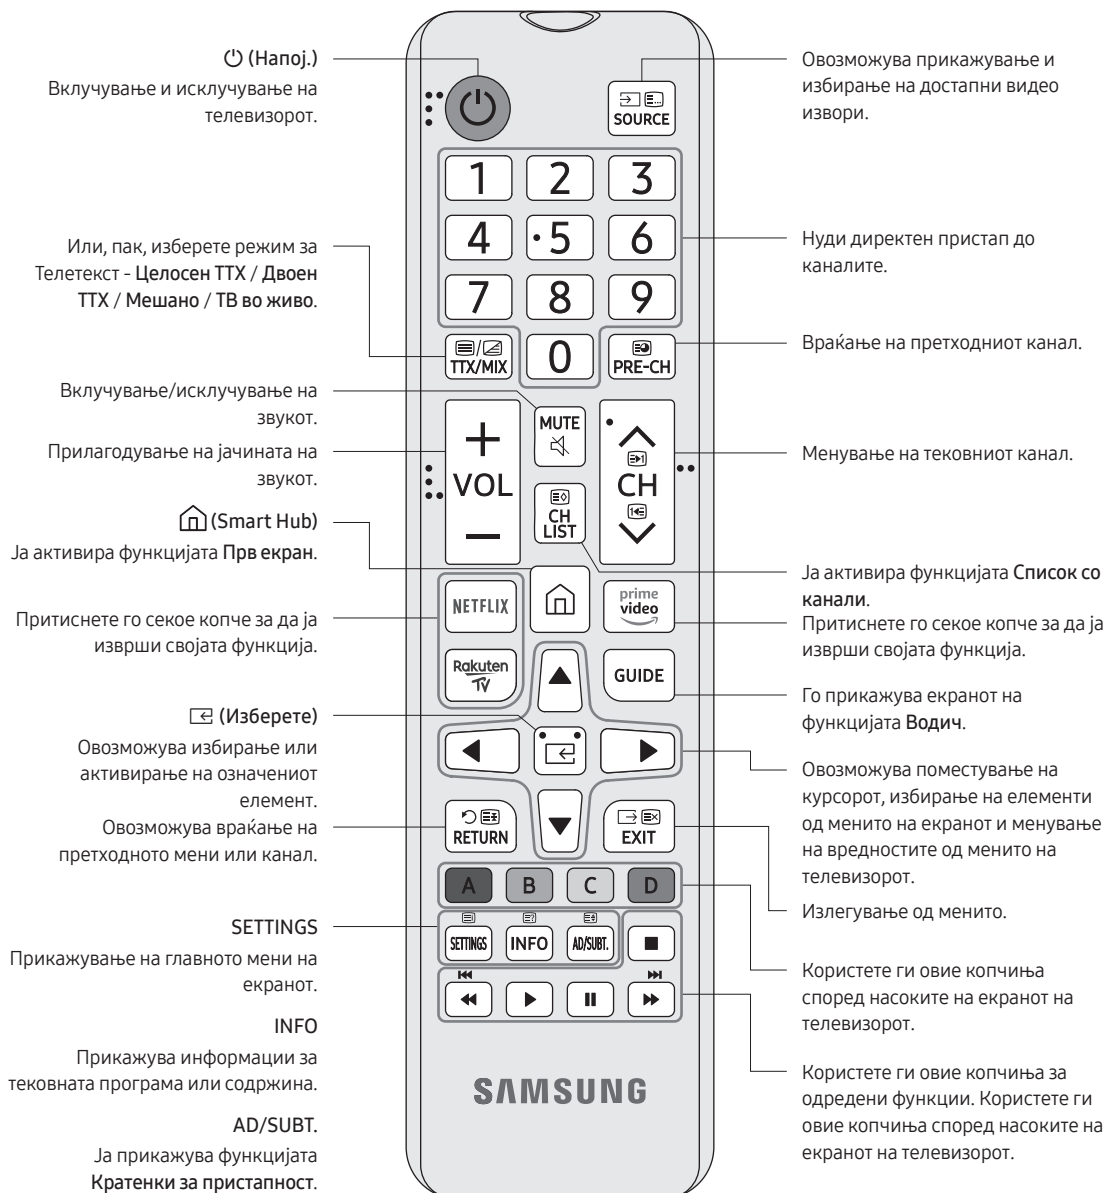 (Напој.)
Вклучување и исклучување на
телевизорот.
Или, пак, изберете режим за
Телетекст - Целосен TTX / Двоен
TTX / Мешано / ТВ во живо.
Вклучување/исклучување на
звукот.
Прилагодување на јачината на
звукот.
(Smart Hub)
Ја активира функцијата Прв екран.
Притиснете го секое копче за да ја
изврши својата функција.
(Изберете)
Овозможува избирање или
активирање на означениот
елемент.
Овозможува враќање на
претходното мени или канал.
SETTINGS
Прикажување на главното мени на
екранот.
INFO
Прикажува информации за
тековната програма или содржина.
AD/SUBT.
Ја прикажува функцијата
Кратенки за пристапност.
SOURCE
1 2 3
4 5 6
7 8 9
TTX/MIX 0 PRE-CH
MUTE
VOL
CH
CH
LIST
NETFLIX
prime
video
Rakuten
TV
GUIDE
RETURN
EXIT
A B C D
SETTINGS INFO AD/SUBT.
SAMSUNG
Овозможува прикажување и
избирање на достапни видео
извори.
Нуди директен пристап до
каналите.
Враќање на претходниот канал.
Менување на тековниот канал.
Ја активира функцијата Список со
канали.
Притиснете го секое копче за да ја
изврши својата функција.
Го прикажува екранот на
функцијата Водич.
Овозможува поместување на
курсорот, избирање на елементи
од менито на екранот и менување
на вредностите од менито на
телевизорот.
Излегување од менито.
Користете ги овие копчиња
според насоките на екранот на
телевизорот.
Користете ги овие копчиња за
одредени функции. Користете ги
овие копчиња според насоките на
екранот на телевизорот.